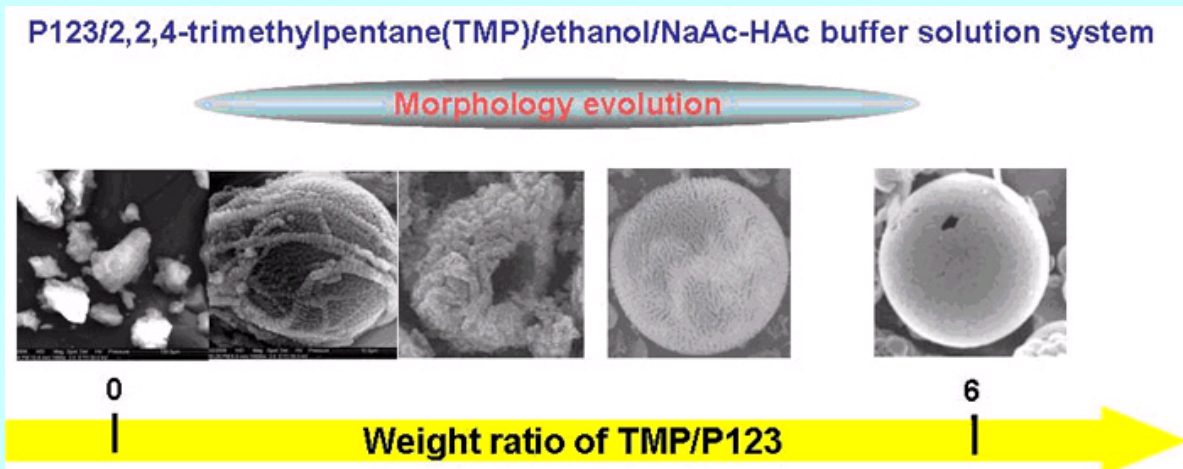 P123/2,2,4-trimethylpentane(TMP)/ethanol/NaAc-HAc buffer solution system
Morphology evolution
0
6
Weight ratio of TMP/P123